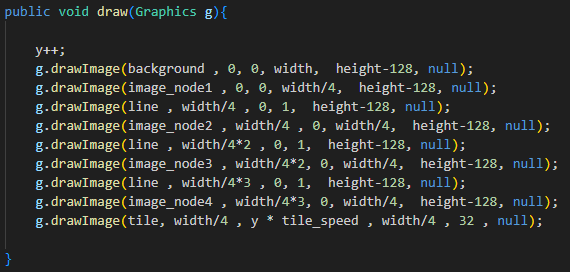 public void draw(Graphics g){
y++;
g.drawImage(background , 0, 0, width,  height-128, null);
g.drawImage(image_node1 , 0, 0, width/4,  height-128, null);
g.drawImage(line , width/4 , 0, 1,  height-128, null);
g.drawImage(image_node2 , width/4 , 0, width/4,  height-128, null);
g.drawImage(line , width/4*2 , 0, 1,  height-128, null);
g.drawImage(image_node3 , width/4*2, 0, width/4,  height-128, null);
g.drawImage(line , width/4*3 , 0, 1,  height-128, null);
g.drawImage(image_node4 , width/4*3, 0, width/4,  height-128, null);
g.drawImage(tile, width/4 , y * tile_speed , width/4 , 32 , null);
}